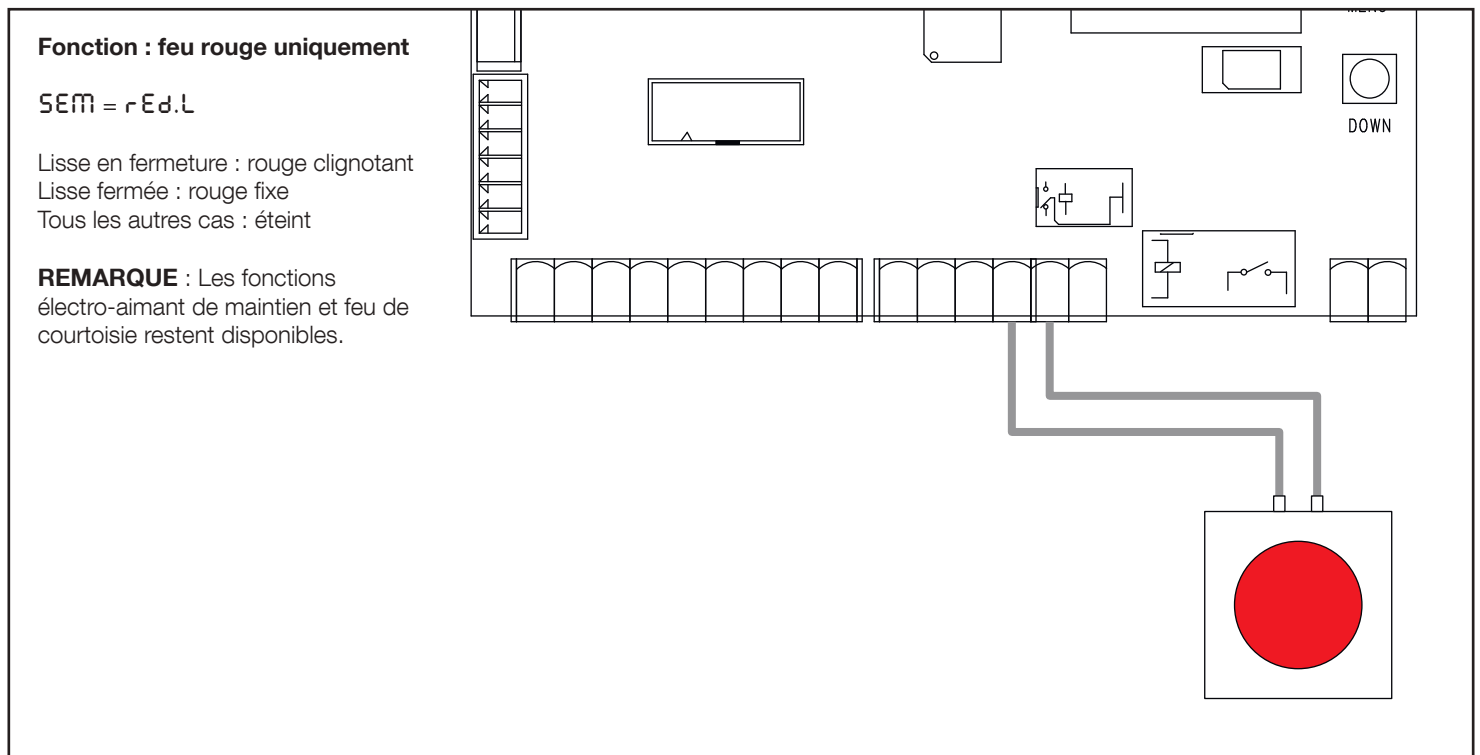 Fonction : feu rouge uniquement
SEM = rEd.L
Lisse en fermeture : rouge clignotant
Lisse fermée : rouge fixe
Tous les autres cas : éteint
REMARQUE : Les fonctions
électro-aimant de maintien et feu de
courtoisie restent disponibles.
DOWN